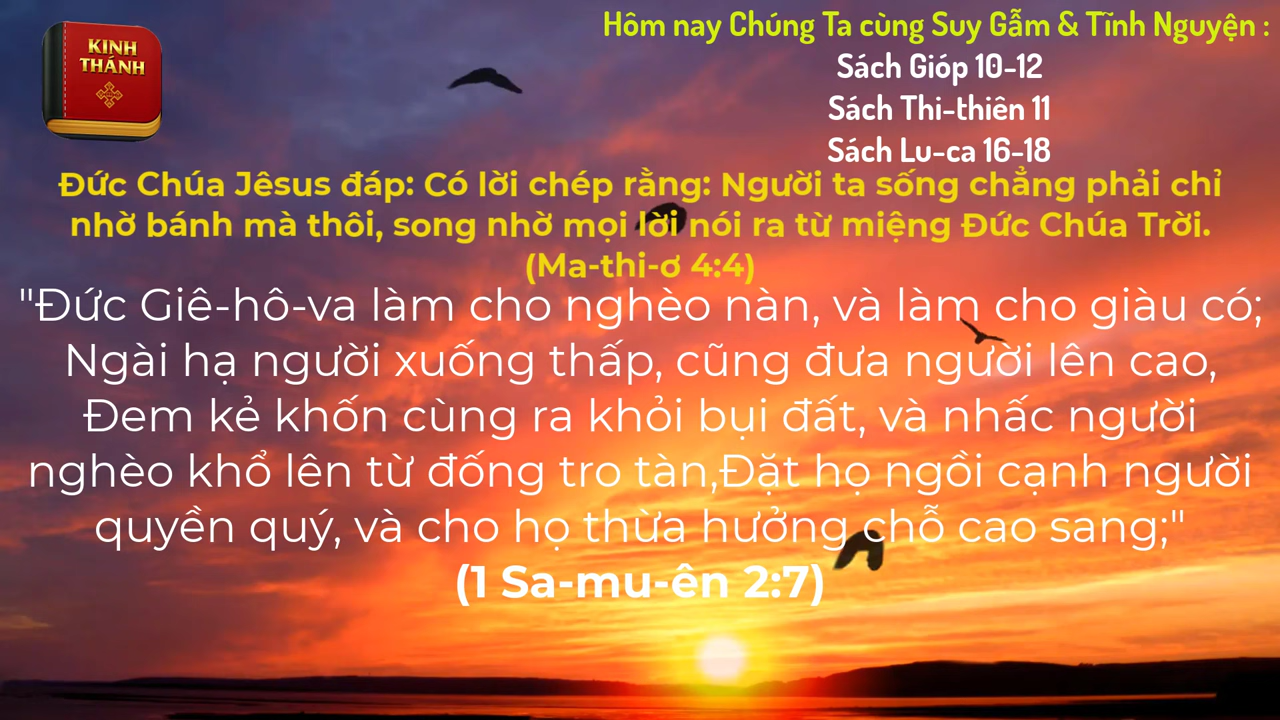 KINH
THÁNH
Hôm nay Chúng Ta cùng Suy Gẫm & Tĩnh Nguyện :
Sách Gióp 10-12
Sách Thi-thiên 11
Sách Lu-ca 16-18
Đức Chúa Jêsus đáp: Có lời chép rằng: Người ta sống chẳng phải chỉ
nhờ bánh mà thôi, song nhờ mọi lời nói ra từ miệng Đức Chúa Trời.
(Ma-thi-ơ 4:4)
"Đức Giê-hô-va làm cho nghèo nàn, và làm cho giàu có;
Ngài hạ người xuống thấp, cũng đưa người lên cao,
Đem kẻ khốn cùng ra khỏi bụi đất, và nhấc người
nghèo khổ lên từ đống tro tàn,Đặt họ ngồi cạnh người
quyền quý, và cho họ thừa hưởng chỗ cao sang;"
(1 Sa-mu-ên 2:7)